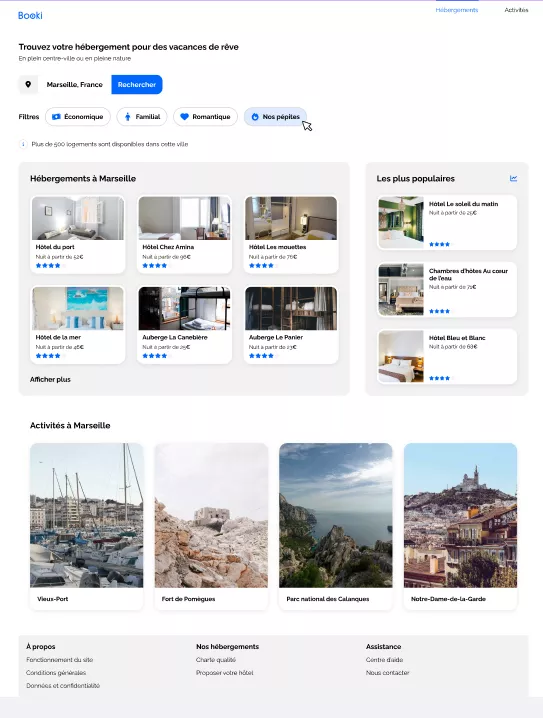 Booki
Hébergements
Activités
Trouvez votre hébergement pour des vacances de rêve
En plein centre-ville ou en pleine nature
Marseille, France
Rechercher
Filtres
Économique
Familial
Romantique
Nos pépites
Plus de 500 logements sont disponibles dans cette ville
Hébergements à Marseille
Hôtel du port
Nuit à partir de 52€
Hôtel Chez Amina
Nuit à partir de 96€
Hôtel Les mouettes
Nuit à partir de 76€
Hôtel de la mer
Nuit à partir de 46€
Auberge La Canebière
Nuit à partir de 25€
Auberge Le Panier
Nuit à partir de 23€
Afficher plus
Les plus populaires
Hôtel Le soleil du matin
Nuit à partir de 25€
Chambres d'hôtes Au cœur
de l'eau
Nuit à partir de 71€
Hôtel Bleu et Blanc
Nuit à partir de 68€
Activités à Marseille
Vieux-Port
Fort de Pomègues
Parc national des Calanques
Notre-Dame-de-la-Garde
À propos
Fonctionnement du site
Conditions générales
Données et confidentialité
Nos hébergements
Charte qualité
Proposer votre hôtel
Assistance
Centre d'aide
Nous contacter